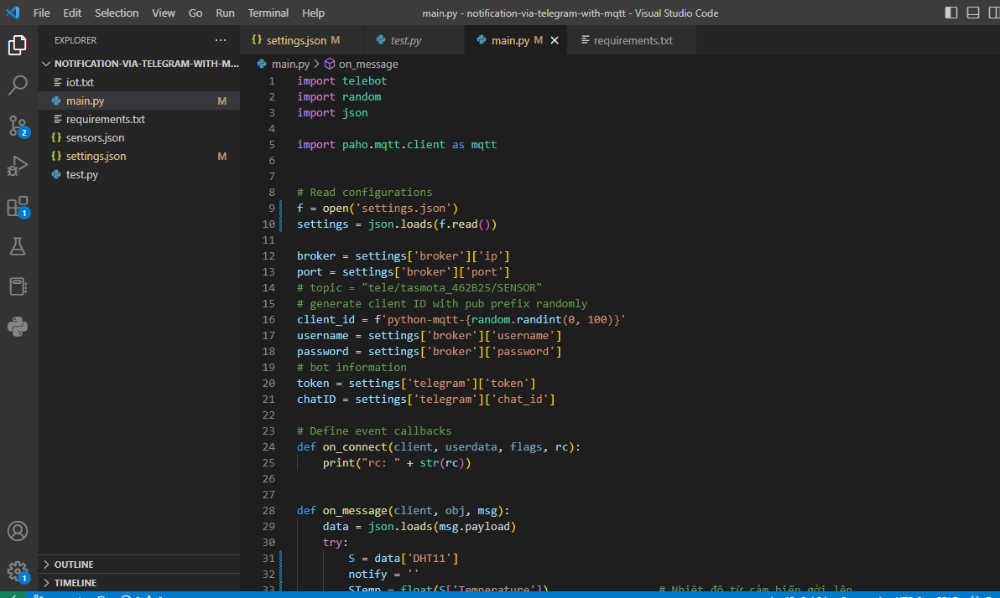 File Edit Selection View Go Run Terminal Help
main.py - notification-via-telegram-with-mqtt - Visual Studio Code
EXPLORER ...
NOTIFICATION-VIA-TELEGRAM-WITH-M...
iot.txt
main.py M
requirements.txt
sensors.json
{} settings.json M
test.py
2
1
OUTLINE
TIMELINE
1
{} settings.json M
test.py
main.py M
requirements.txt
main.py > on_message
1 import telebot
2 import random
3 import json
4
5 import paho.mqtt.client as mqtt
6
7
8 # Read configurations
9 f = open('settings.json')
10 settings = json.loads(f.read())
11
12 broker = settings['broker']['ip']
13 port = settings['broker']['port']
14 # topic = "tele/tasmota_462B25/SENSOR"
15 # generate client ID with pub prefix randomly
16 client_id = f'python-mqtt-{random.randint(0, 100)}'
17 username = settings['broker']['username']
18 password = settings['broker']['password']
19 # bot information
20 token = settings['telegram']['token']
21 chatID = settings['telegram']['chat_id']
22
23 # Define event callbacks
24 def on_connect(client, userdata, flags, rc):
25 print("rc: " + str(rc))
26
27
28 def on_message(client, obj, msg):
29 data = json.loads(msg.payload)
30 try:
31 S = data['DHT11']
32 notify = ''
33 STemp = float(S['Temperature']) # Nhiệt độ từ cảm biến gởi lên